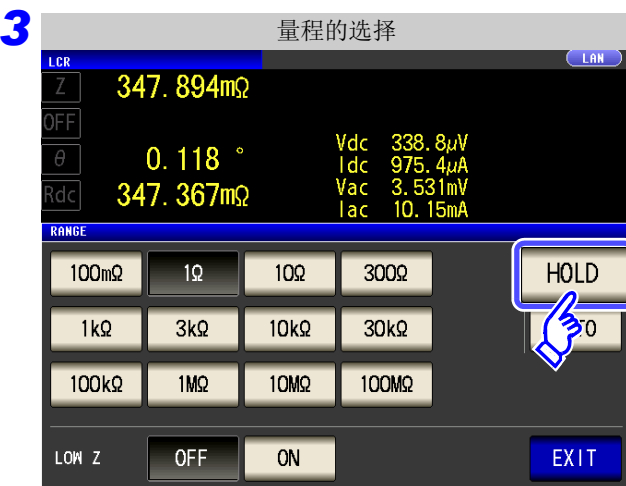 3
量程的选择
LCR
LAN
Z 347.894mΩ
OFF
θ 0.118 °
Rdc 347.367mΩ
Vdc 338.8μV
Idc 975.4μA
Vac 3.531mV
Iac 10.15mA
RANGE
100mΩ 1Ω 10Ω 300Ω HOLD
1kΩ 3kΩ 10kΩ 30kΩ
100kΩ 1MΩ 10MΩ 100MΩ
LOW Z OFF ON EXIT